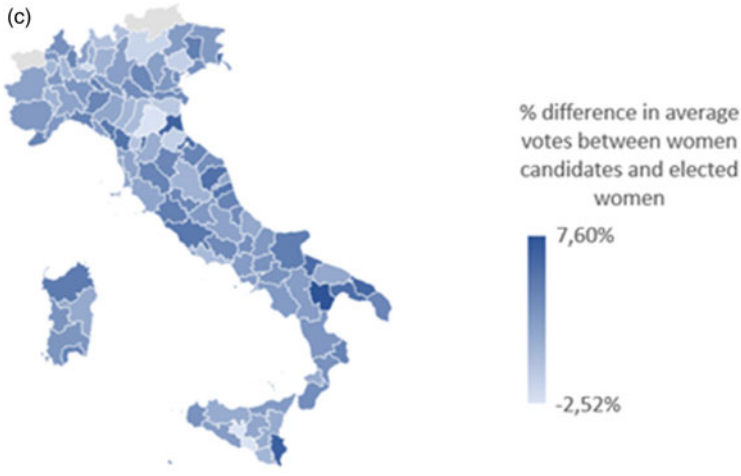 (c)
% difference in average
votes between women
candidates and elected
women
7,60%
-2,52%